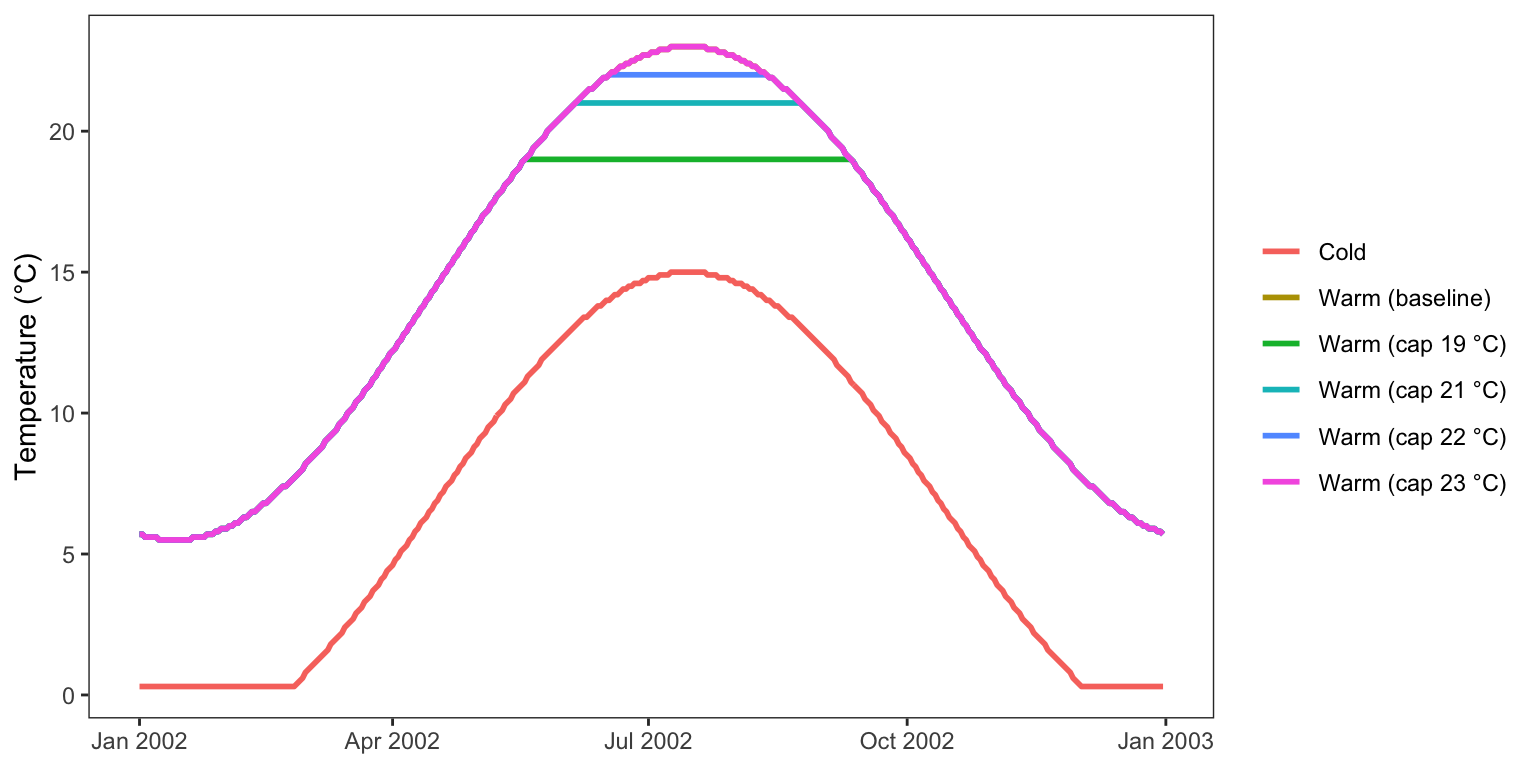 Temperature (°C)
20
15
10
5
0
Jan 2002
Apr 2002
Jul 2002
Oct 2002
Jan 2003
Cold
Warm (baseline)
Warm (cap 19 °C)
Warm (cap 21 °C)
Warm (cap 22 °C)
Warm (cap 23 °C)